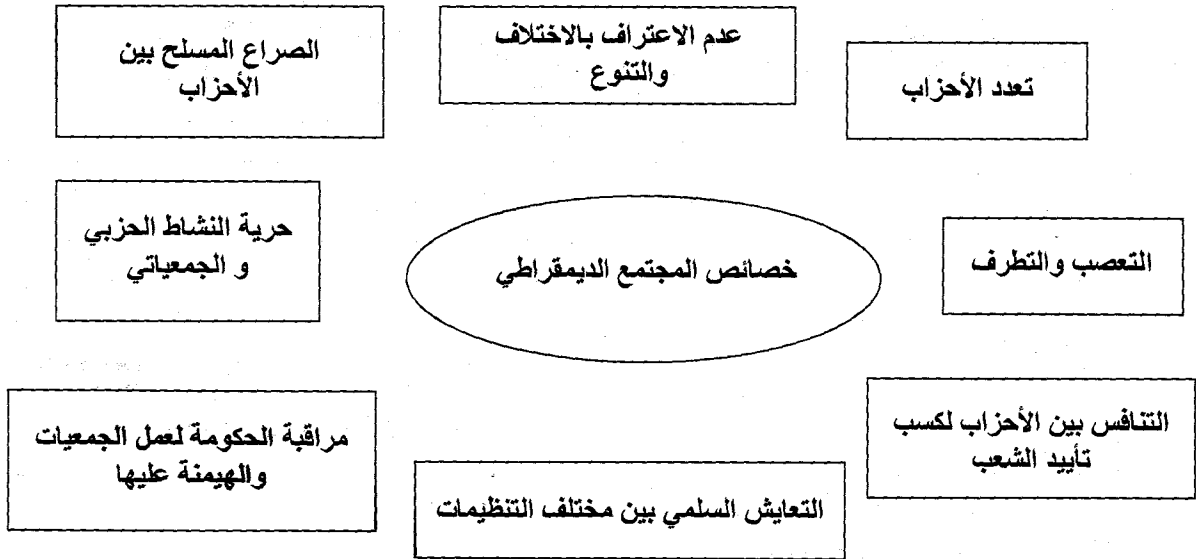 عدم الاعتراف بالاختلاف
والتنوع
الصراع المسلح بين
الأحزاب
تعدد الأحزاب
حرية النشاط الحزبي
و الجمعياتي
خصائص المجتمع الديمقراطي
التعصب والتطرف
التنافس بين الأحزاب لكسب
تأييد الشعب
مراقبة الحكومة لعمل الجمعيات
والهيمنة عليها
التعايش السلمي بين مختلف التنظيمات